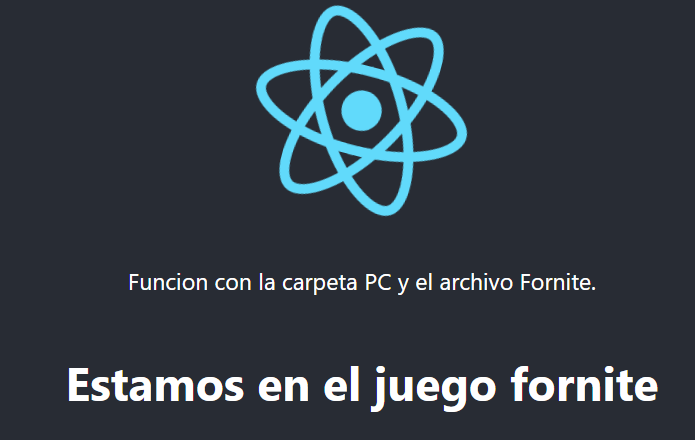 Funcion con la carpeta PC y el archivo Fornite.
Estamos en el juego fornite